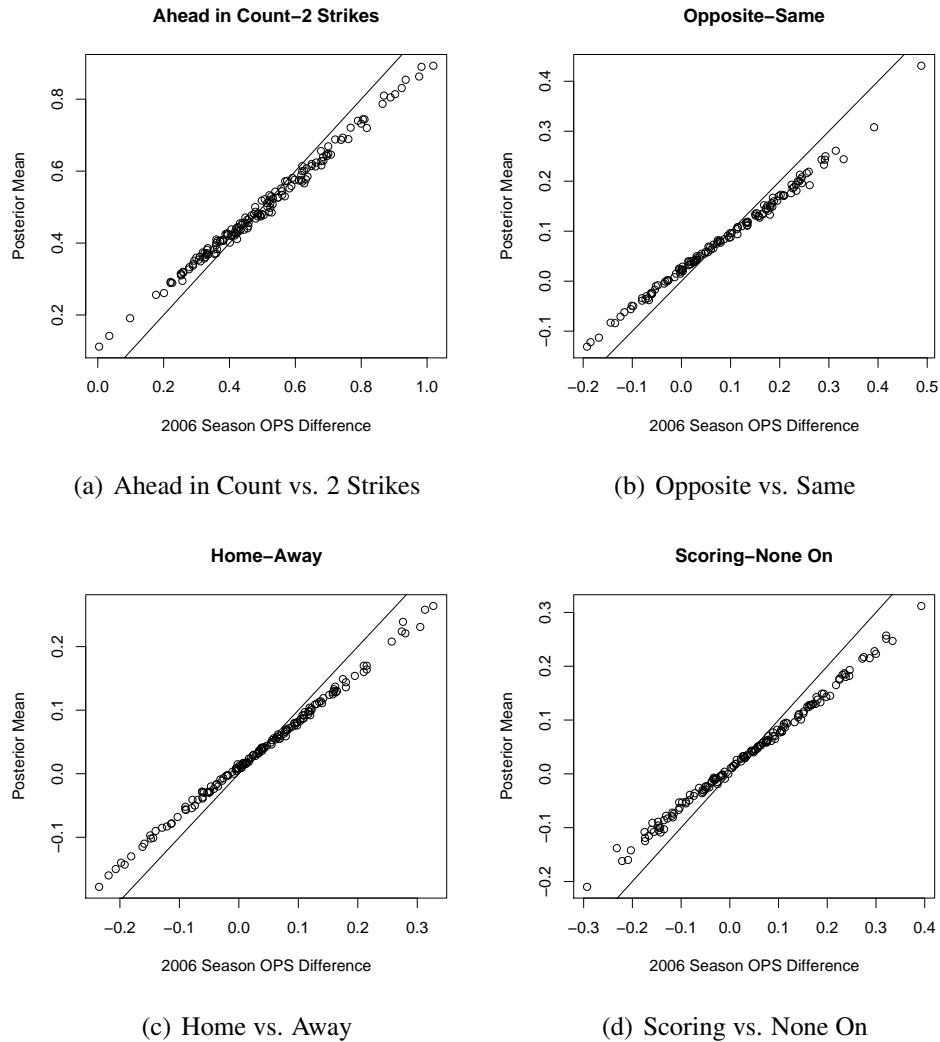 Ahead in Count−2 Strikes
0.8
0.6
0.4
0.2
Posterior Mean
0.0 0.2 0.4 0.6 0.8 1.0
2006 Season OPS Difference
(a) Ahead in Count vs. 2 Strikes
Opposite−Same
0.4
0.3
0.2
0.1
0.0
−0.1
Posterior Mean
−0.2 −0.1 0.0 0.1 0.2 0.3 0.4 0.5
2006 Season OPS Difference
(b) Opposite vs. Same
Home−Away
0.2
0.1
0.0
−0.1
Posterior Mean
−0.2 −0.1 0.0 0.1 0.2 0.3
2006 Season OPS Difference
(c) Home vs. Away
Scoring−None On
0.3
0.2
0.1
0.0
−0.1
−0.2
Posterior Mean
−0.3 −0.2 −0.1 0.0 0.1 0.2 0.3 0.4
2006 Season OPS Difference
(d) Scoring vs. None On